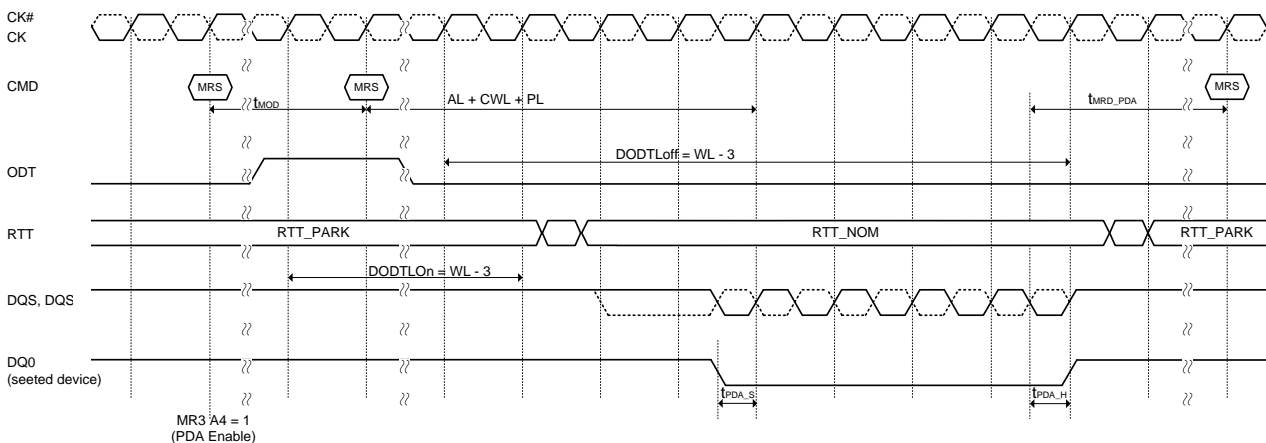 CK#
CK
CMD
MRS
MRS
MRS
tMOD
AL + CWL + PL
tMRD_PDA
DODTLoff = WL - 3
ODT
RTT
RTT_PARK
RTT_NOM
RTT_PARK
DODTLOn = WL - 3
DQS, DQS
DQ0
(seeted device)
tPDA_S
tPDA_H
MR3 A4 = 1
(PDA Enable)